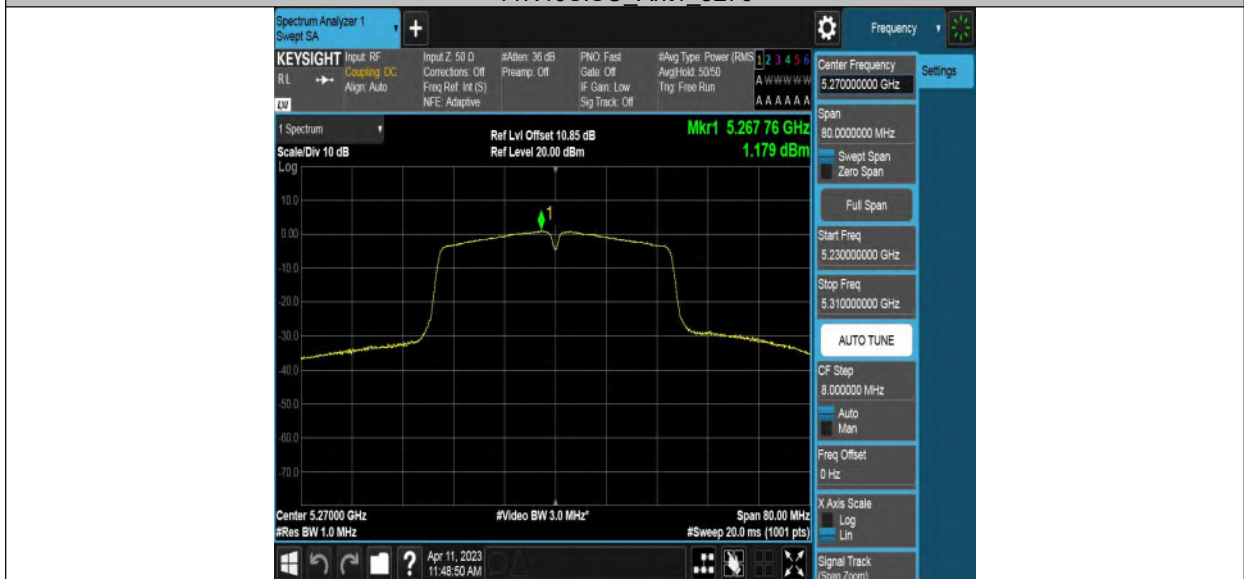 Spectrum Analyzer 1
Swept SA
+
Frequency
KEYSIGHT
Input: RF
Coupling: DC
Align: Auto
RL
LXI
Input Z: 50 Ω
Corrections: Off
Freq Ref: Int (S)
NFE: Adaptive
#Atten: 36 dB
Preamp: Off
PNO: Fast
Gate: Off
IF Gain: Low
Sig Track: Off
#Avg Type: Power (RMS
Avg|Hold: 50/50
Trig: Free Run
1 2 3 4 5 6
A W W W W W
A A A A A A
1 Spectrum
Ref Lvl Offset 10.85 dB
Mkr1 5.267 76 GHz
Scale/Div 10 dB
Ref Level 20.00 dBm
1.179 dBm
Log
10.0
1
0.00
-10.0
-20.0
-30.0
-40.0
-50.0
-60.0
-70.0
Center 5.27000 GHz
#Video BW 3.0 MHz*
Span 80.00 MHz
#Res BW 1.0 MHz
#Sweep 20.0 ms (1001 pts)
?
Apr 11, 2023
11:48:50 AM
Center Frequency
5.270000000 GHz
Settings
Span
80.0000000 MHz
Swept Span
Zero Span
Full Span
Start Freq
5.230000000 GHz
Stop Freq
5.310000000 GHz
AUTO TUNE
CF Step
8.000000 MHz
Auto
Man
Freq Offset
0 Hz
X Axis Scale
Log
Lin
Signal Track
(Span Zoom)